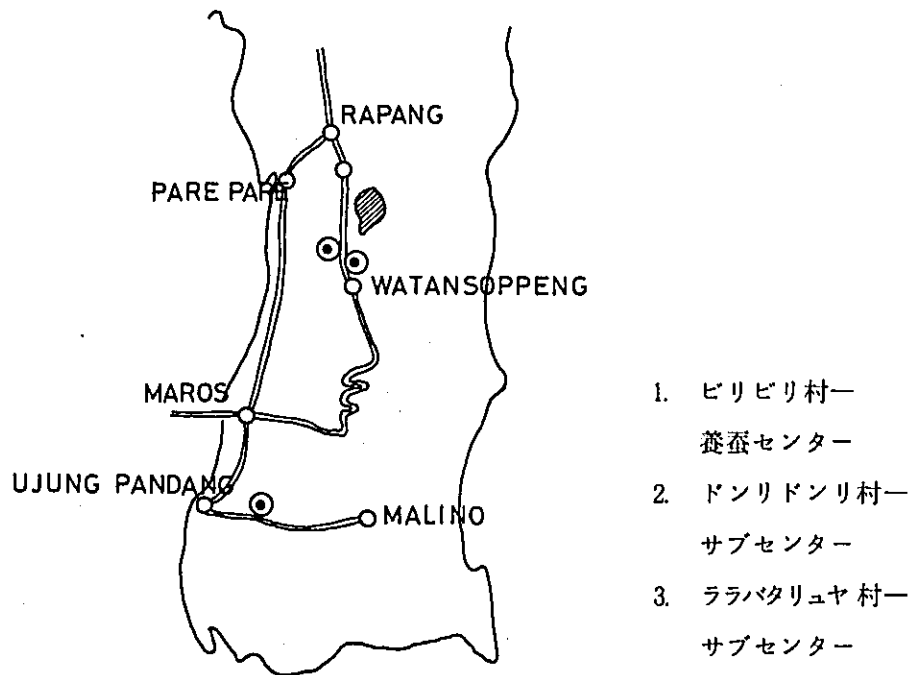 RAPANG
PARE PARE
WATANSOPPENG
MAROS
UJUNG PANDANG
MALINO
1. ビリビリ村ー
養蚕センター
2. ドンリドンリ村ー
サブセンター
3. ララバタリュヤ村ー
サブセンター